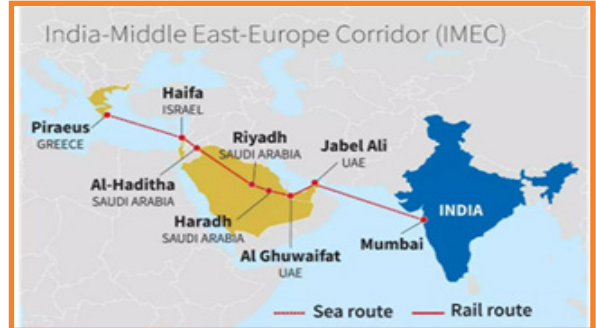 India-Middle East-Europe Corridor (IMEC)
Haifa
ISRAEL
Piraeus
GREECE
Riyadh
SAUDI ARABIA
Jabel Ali
UAE
Al-Haditha
SAUDI ARABIA
Haradh
SAUDI ARABIA
Al Ghuwaifat
UAE
Mumbai
INDIA
Sea route
Rail route